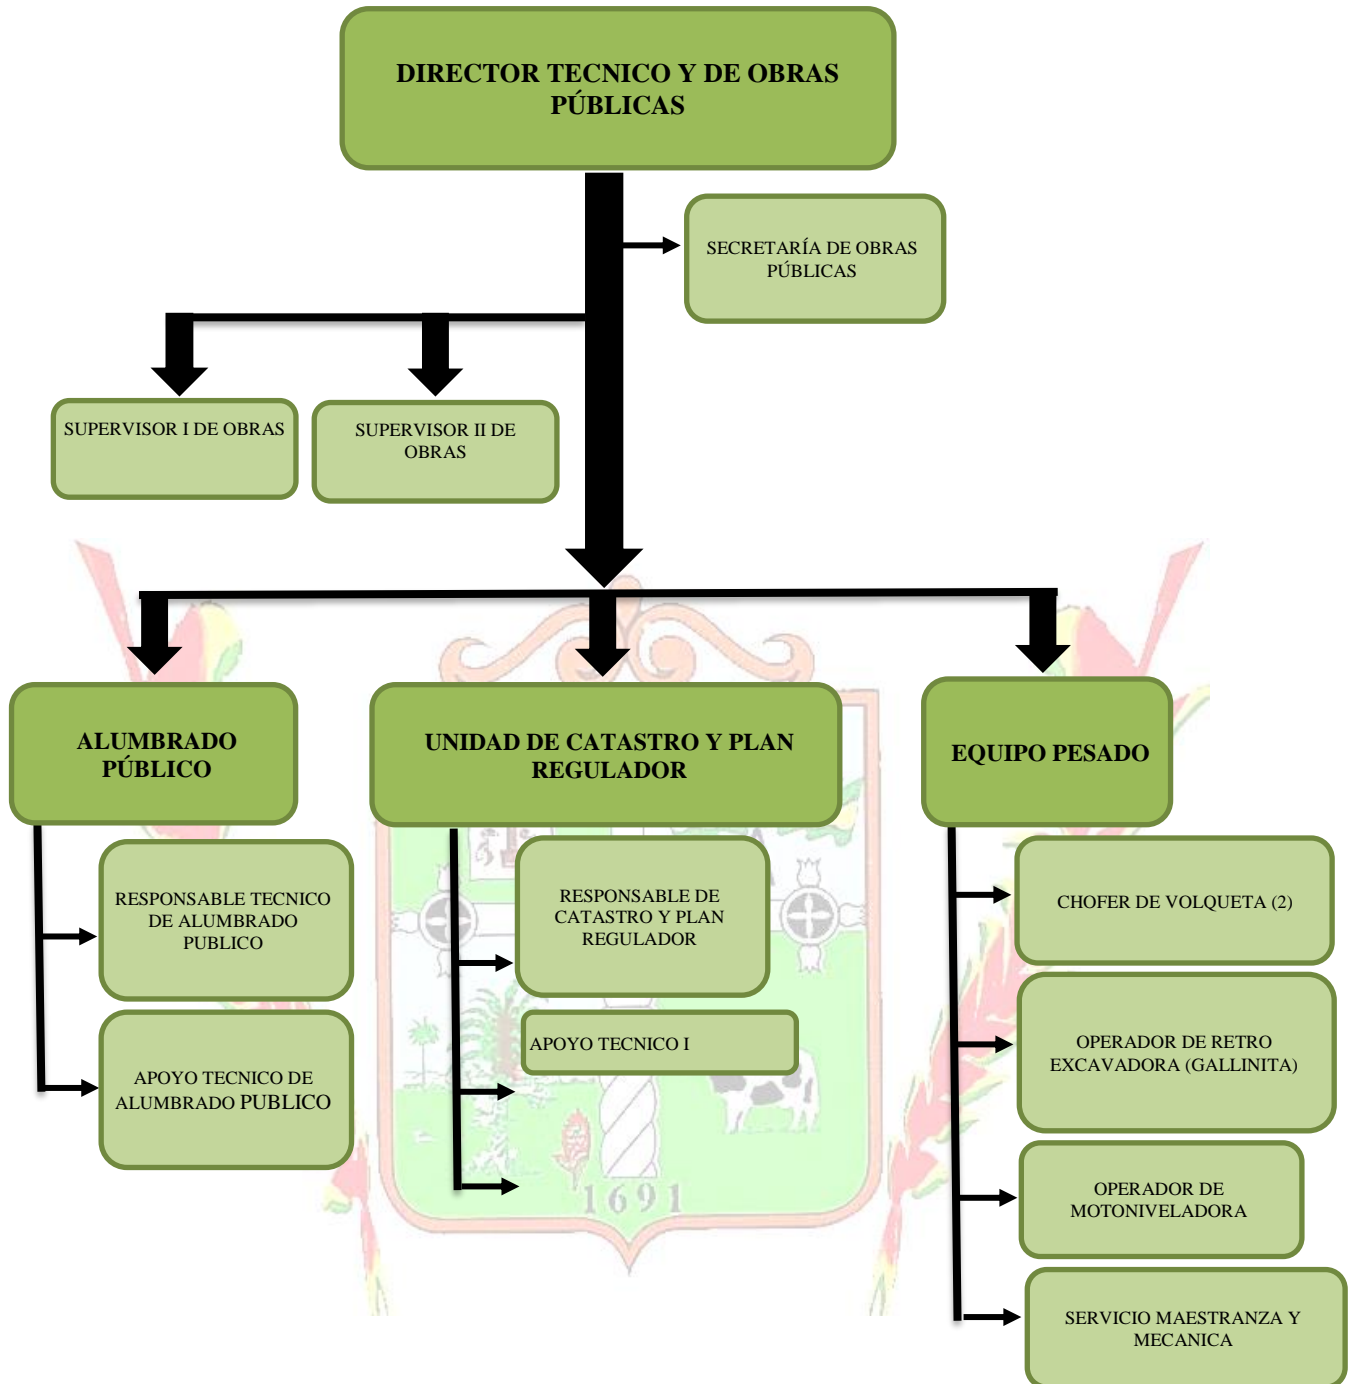 DIRECTOR TECNICO Y DE OBRAS
PÚBLICAS
SECRETARÍA DE OBRAS
PÚBLICAS
SUPERVISOR I DE OBRAS
SUPERVISOR II DE
OBRAS
ALUMBRADO
PÚBLICO
UNIDAD DE CATASTRO Y PLAN
REGULADOR
EQUIPO PESADO
RESPONSABLE TECNICO
DE ALUMBRADO
PUBLICO
APOYO TECNICO DE
ALUMBRADO PUBLICO
RESPONSABLE DE
CATASTRO Y PLAN
REGULADOR
APOYO TECNICO I
CHOFER DE VOLQUETA (2)
OPERADOR DE RETRO
EXCAVADORA (GALLINITA)
OPERADOR DE
MOTONIVELADORA
SERVICIO MAESTRANZA Y
MECANICA
1691